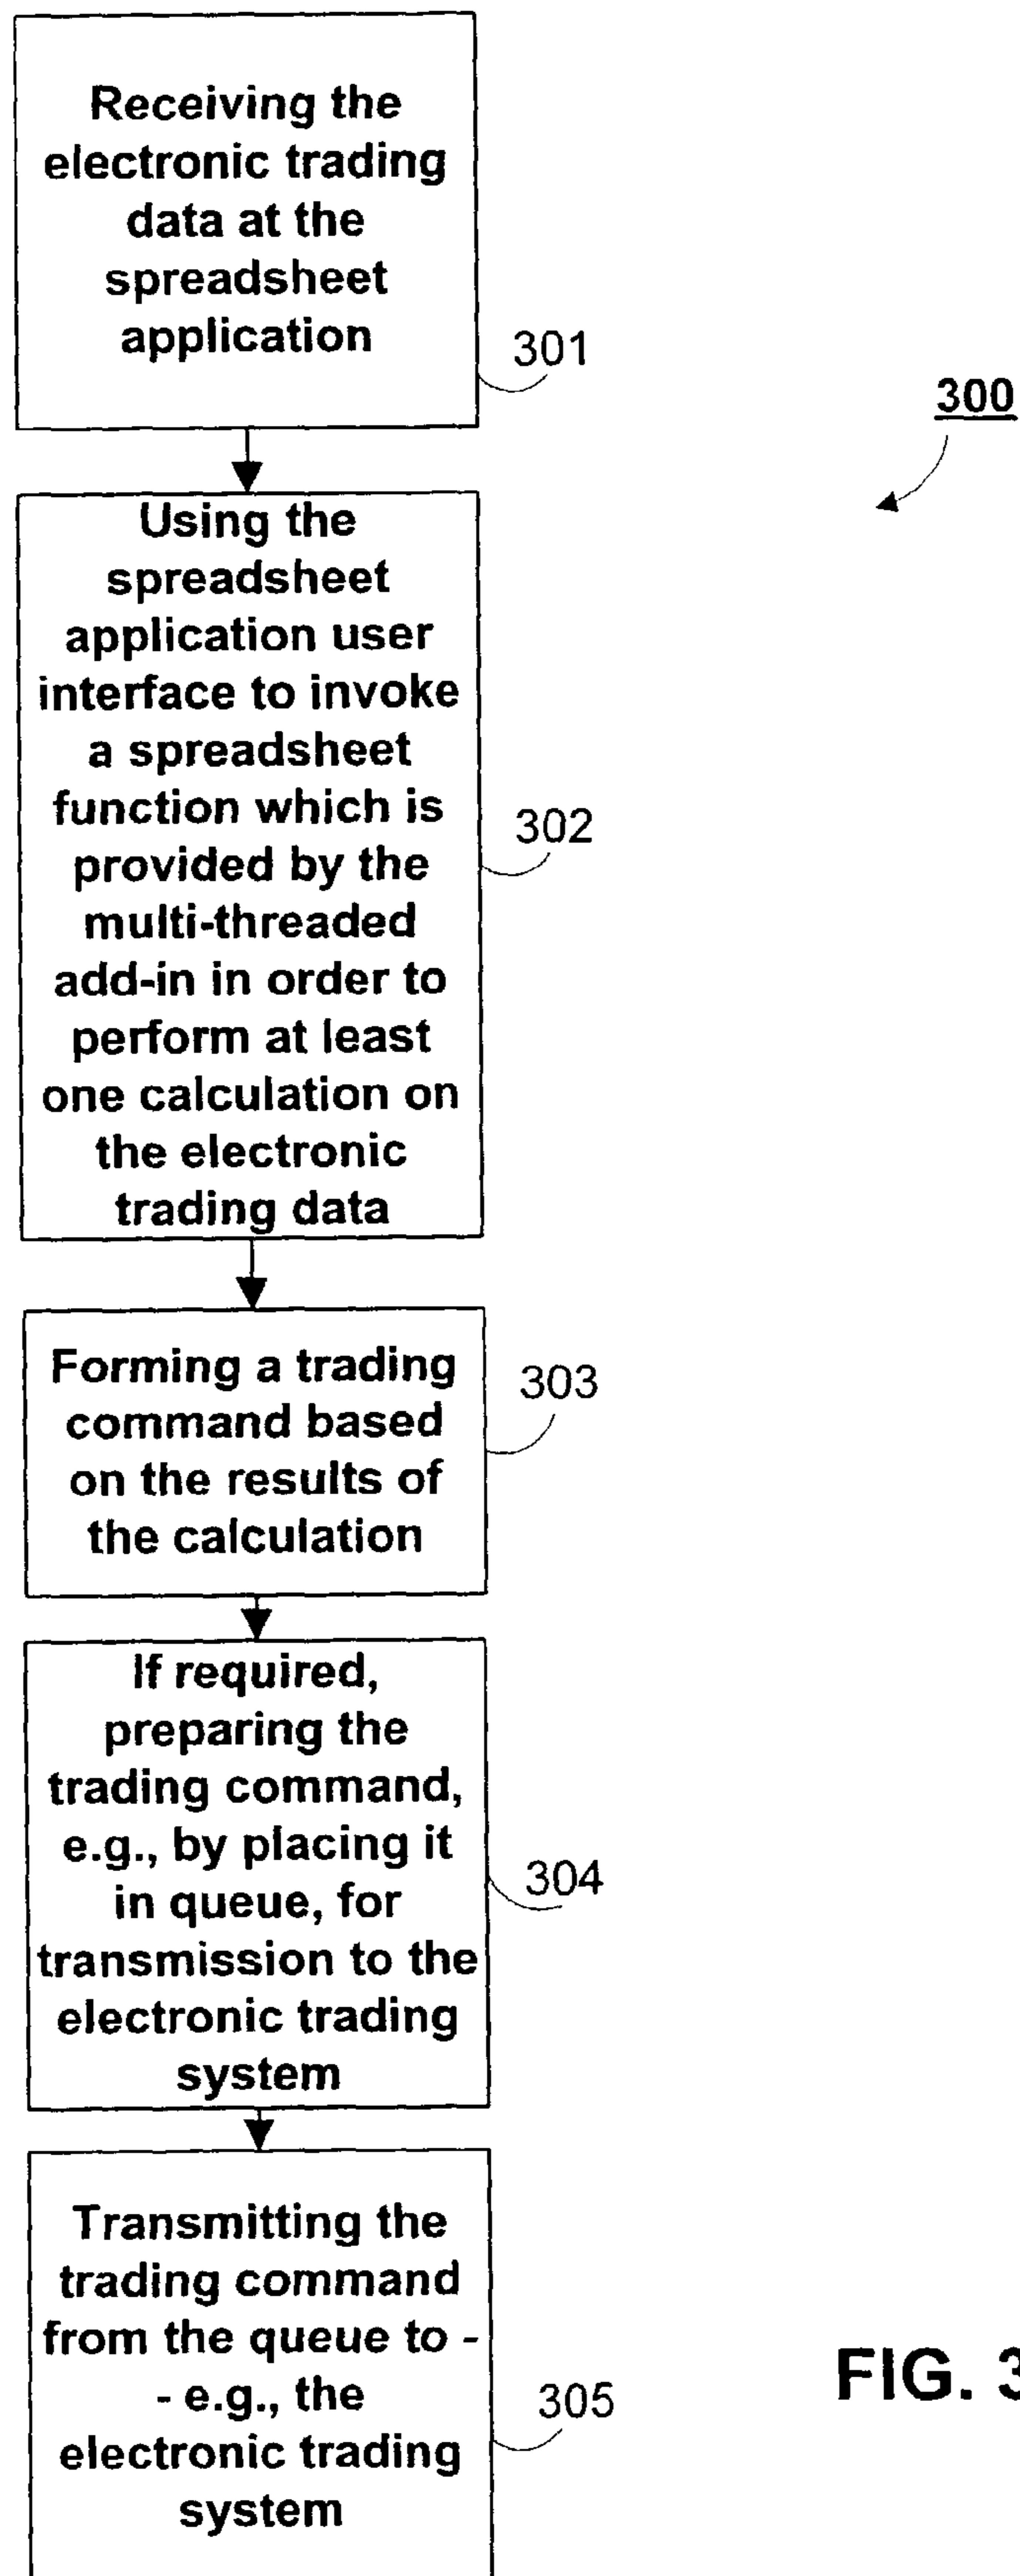 Receiving the
electronic trading
data at the
spreadsheet
application
301
300
Using the
spreadsheet
application user
interface to invoke
a spreadsheet
function which is
provided by the
multi-threaded
add-in in order to
perform at least
one calculation on
the electronic
trading data
302
Forming a trading
command based
on the results of
the calculation
303
If required,
preparing the
trading command,
e.g., by placing it
in queue, for
transmission to the
electronic trading
system
304
Transmitting the
trading command
from the queue to -
- e.g., the
electronic trading
system
305
FIG. 3